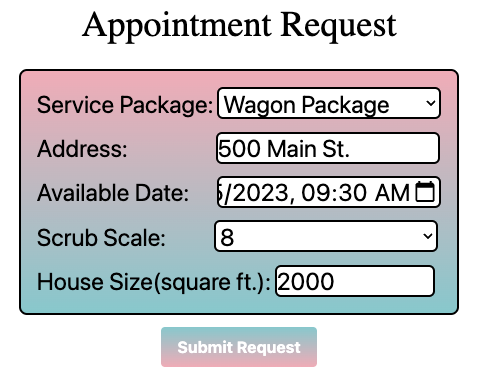 Appointment Request
Service Package: Wagon Package
Address: 500 Main St.
Available Date: /2023, 09:30 AM
Scrub Scale: 8
House Size(square ft.): 2000
Submit Request